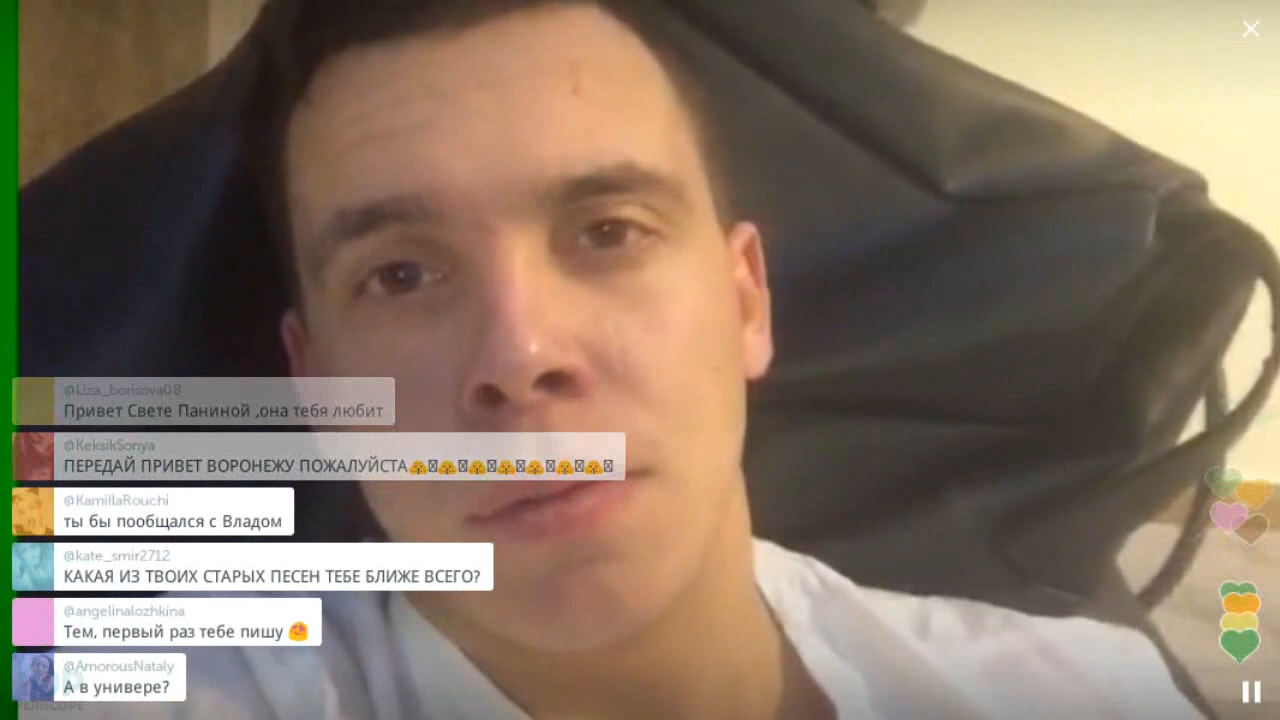 @Liza_borisova08
Привет Свете Паниной ,она тебя любит
@KeksikSonya
ПЕРЕДАЙ ПРИВЕТ ВОРОНЕЖУ ПОЖАЛУЙСТА
@KamillaRouchi
ты бы пообщался с Владом
@kate_smir2712
КАКАЯ ИЗ ТВОИХ СТАРЫХ ПЕСЕН ТЕБЕ БЛИЖЕ ВСЕГО?
@angelinalozhkina
Тем, первый раз тебе пишу 😍
@AmorousNataly
А в универе?
PERISCOPE